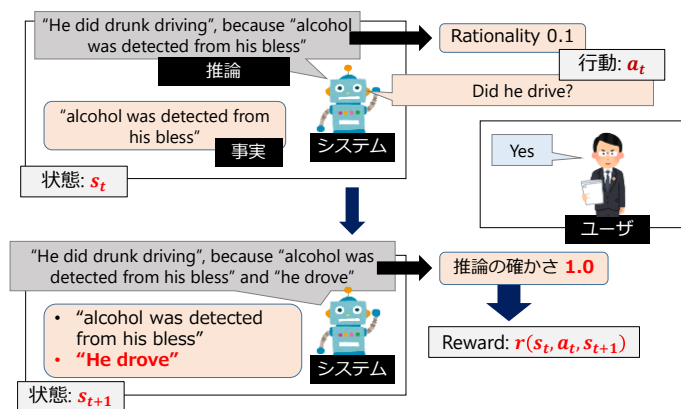 "He did drunk driving", because "alcohol
was detected from his bless"
推論
Rationality 0.1
行動: a_t
Did he drive?
"alcohol was detected from
his bless"
事実
システム
状態: s_t
Yes
ユーザ
"He did drunk driving", because "alcohol was
detected from his bless" and "he drove"
推論の確かさ 1.0
• "alcohol was detected
from his bless"
• "He drove"
システム
状態: s_{t+1}
Reward: r(s_t, a_t, s_{t+1})